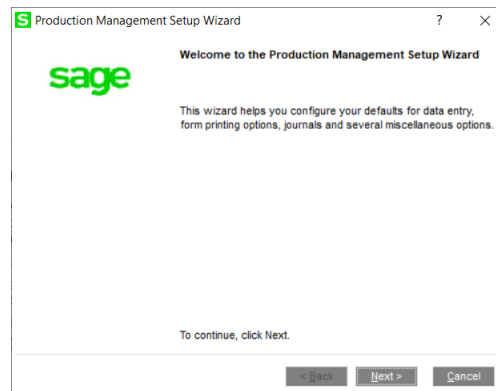 S Production Management Setup Wizard ? ×
sage
Welcome to the Production Management Setup Wizard
This wizard helps you configure your defaults for data entry,
form printing options, journals and several miscellaneous options.
To continue, click Next.
< Back Next > Cancel